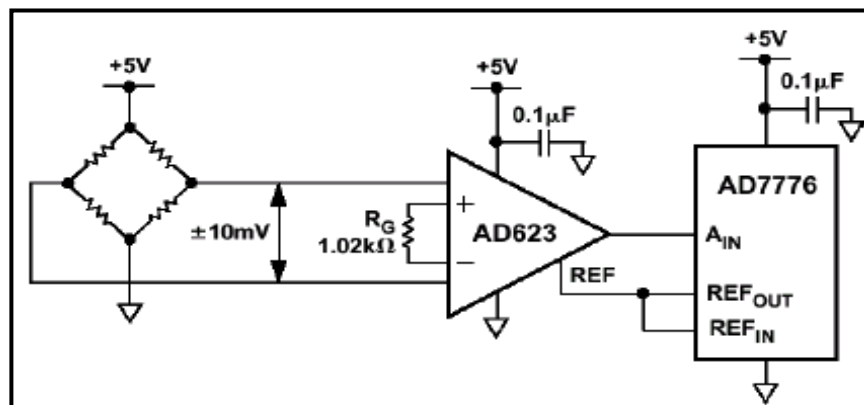 +5V
+5V
+5V
0.1μF
0.1μF
AD7776
±10mV
R_G
1.02kΩ
+
−
AD623
REF
A_IN
REF_OUT
REF_IN